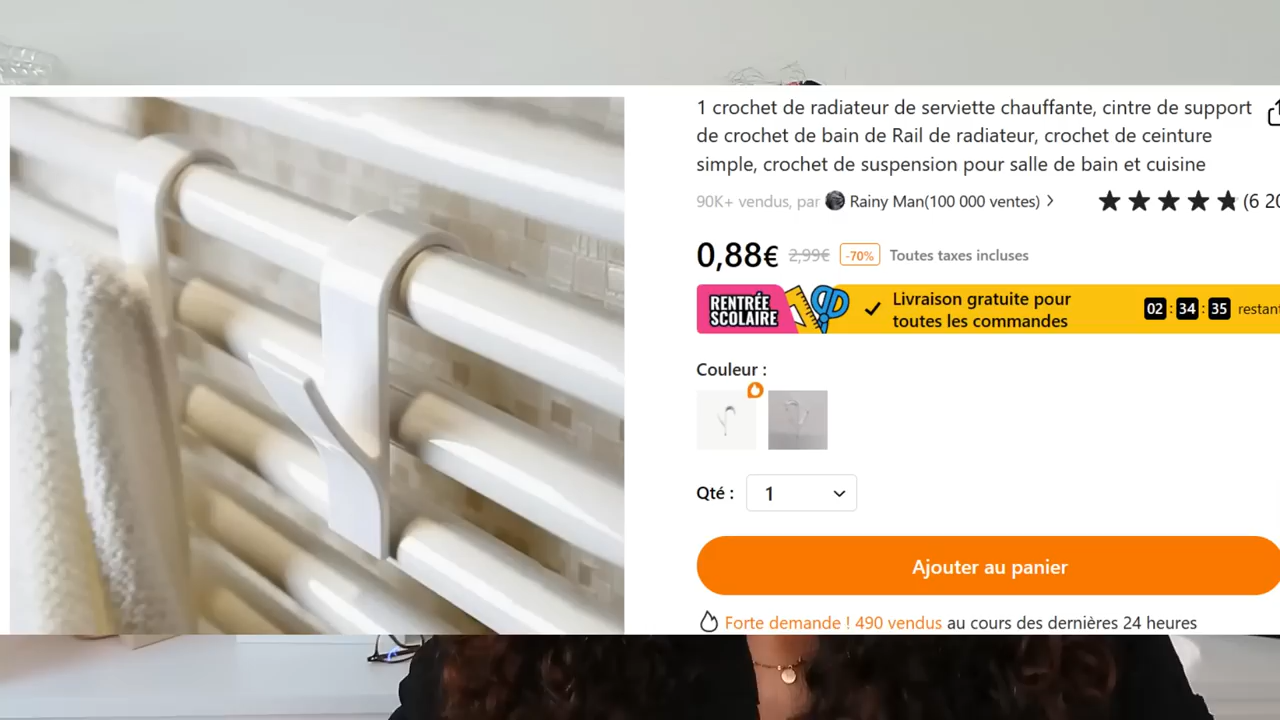 1 crochet de radiateur de serviette chauffante, cintre de support
de crochet de bain de Rail de radiateur, crochet de ceinture
simple, crochet de suspension pour salle de bain et cuisine
90K+ vendus, par Rainy Man(100 000 ventes)
0,88€ 2,99€ -70% Toutes taxes incluses
RENTRÉE
SCOLAIRE
Livraison gratuite pour
toutes les commandes
02 : 34 : 35
Couleur :
Qté : 1
Ajouter au panier
Forte demande ! 490 vendus au cours des dernières 24 heures